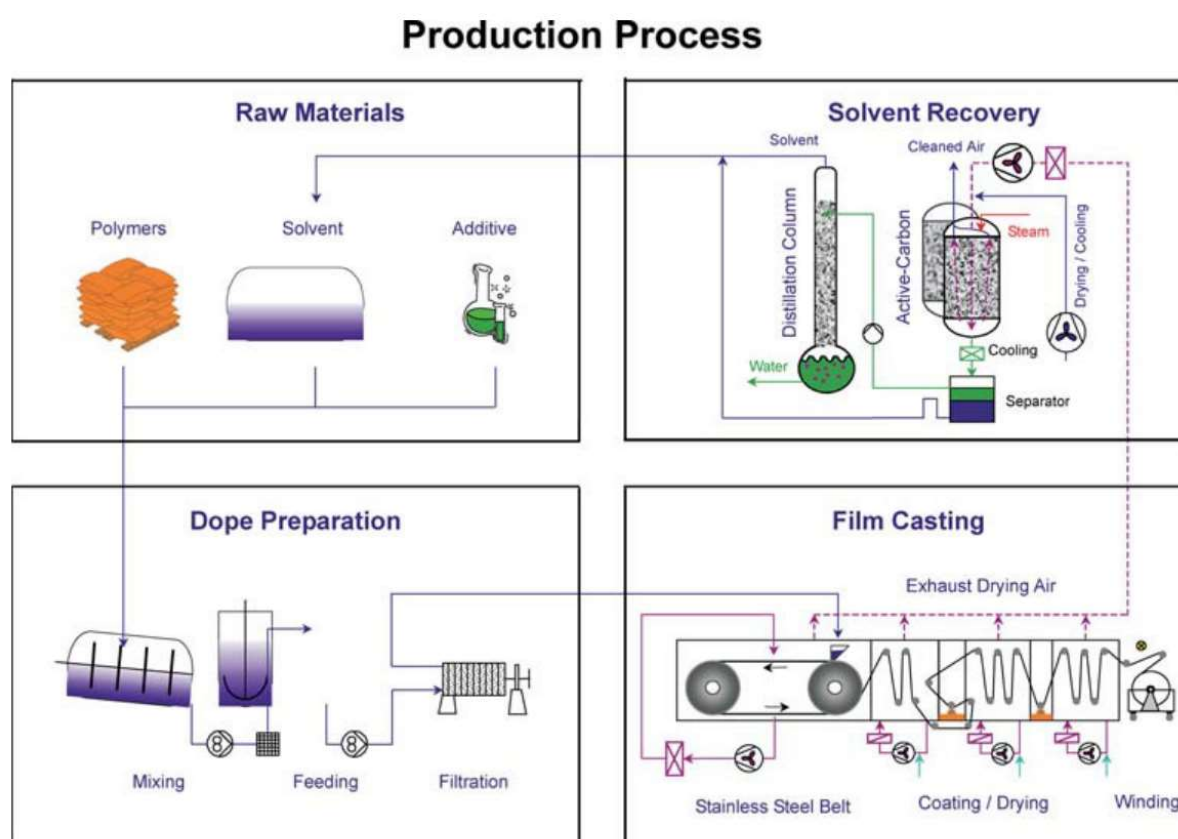 Production Process
Raw Materials
Polymers
Solvent
Additive
Solvent Recovery
Solvent
Cleaned Air
Distillation Column
Active-Carbon
Steam
Drying / Cooling
Cooling
Water
Separator
Dope Preparation
Mixing
Feeding
Filtration
Film Casting
Exhaust Drying Air
Stainless Steel Belt
Coating / Drying
Winding